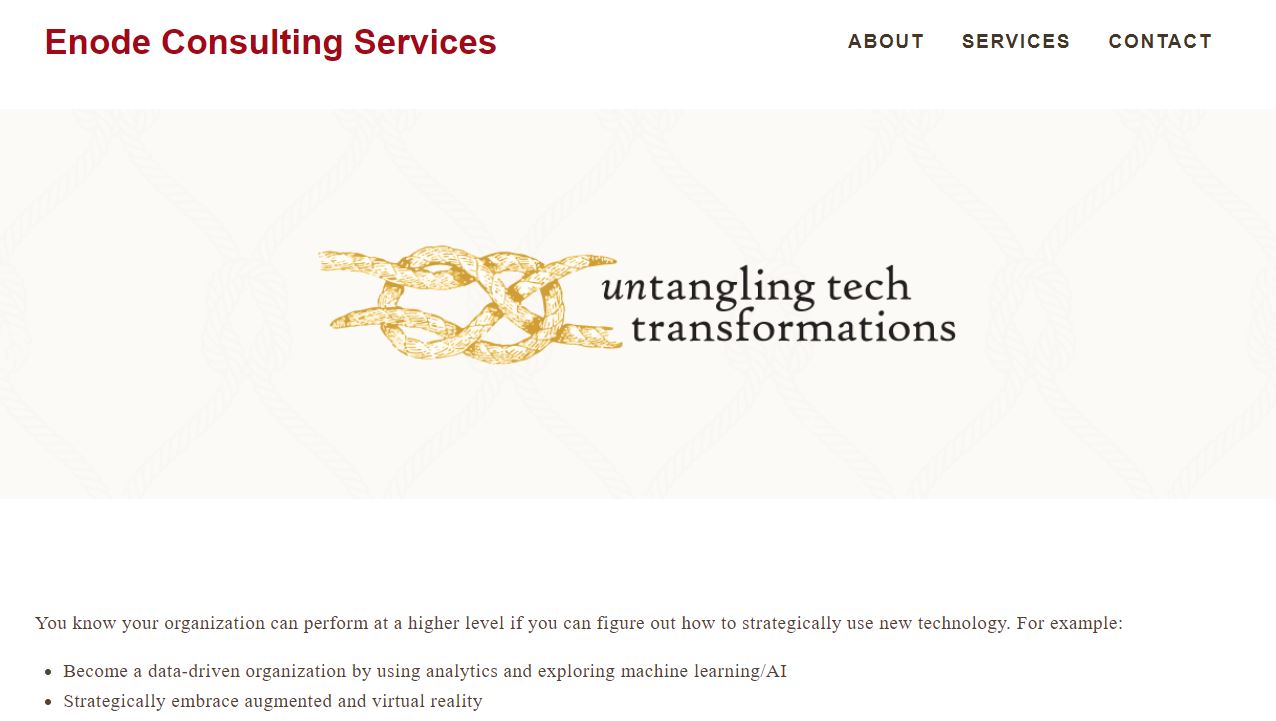 Enode Consulting Services
ABOUT SERVICES CONTACT
untangling tech
transformations
You know your organization can perform at a higher level if you can figure out how to strategically use new technology. For example:
• Become a data-driven organization by using analytics and exploring machine learning/AI
• Strategically embrace augmented and virtual reality